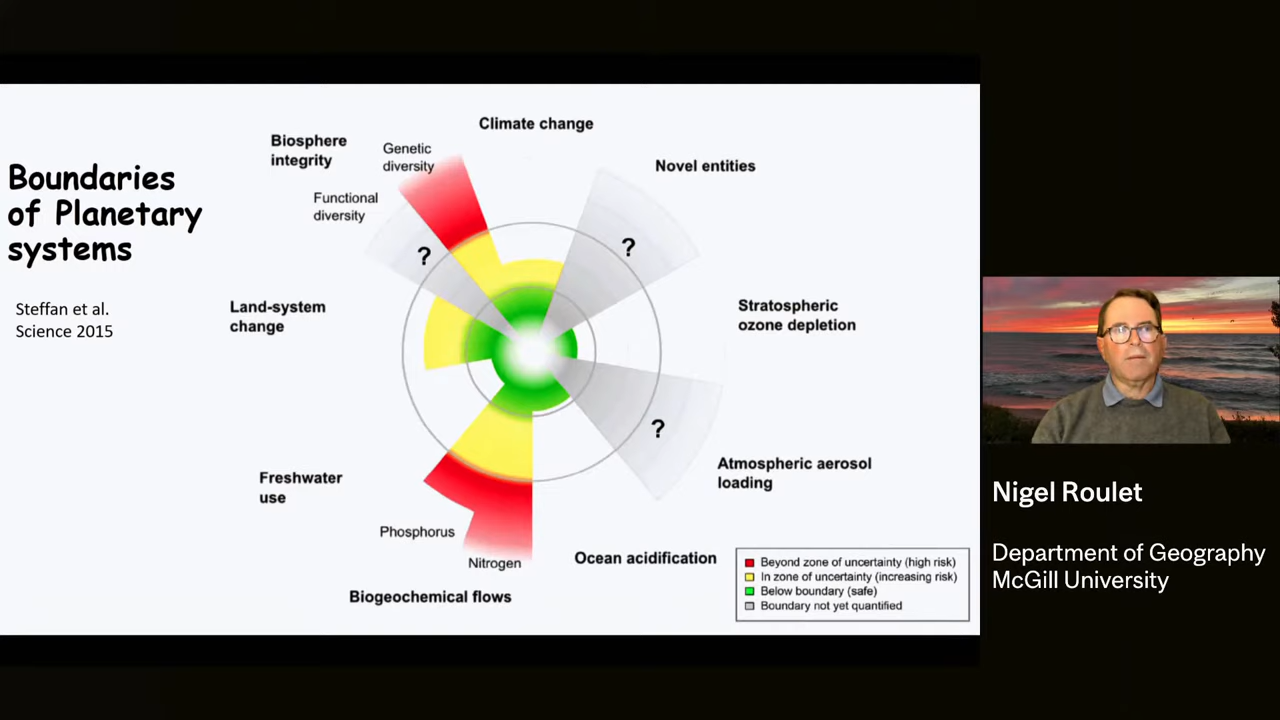 Boundaries
of Planetary
systems
Steffan et al.
Science 2015
Climate change
Biosphere
integrity
Genetic
diversity
Functional
diversity
Novel entities
?
?
Land-system
change
Stratospheric
ozone depletion
?
Atmospheric aerosol
loading
Freshwater
use
Phosphorus
Nitrogen
Ocean acidification
Biogeochemical flows
Beyond zone of uncertainty (high risk)
In zone of uncertainty (increasing risk)
Below boundary (safe)
Boundary not yet quantified
Nigel Roulet
Department of Geography
McGill University